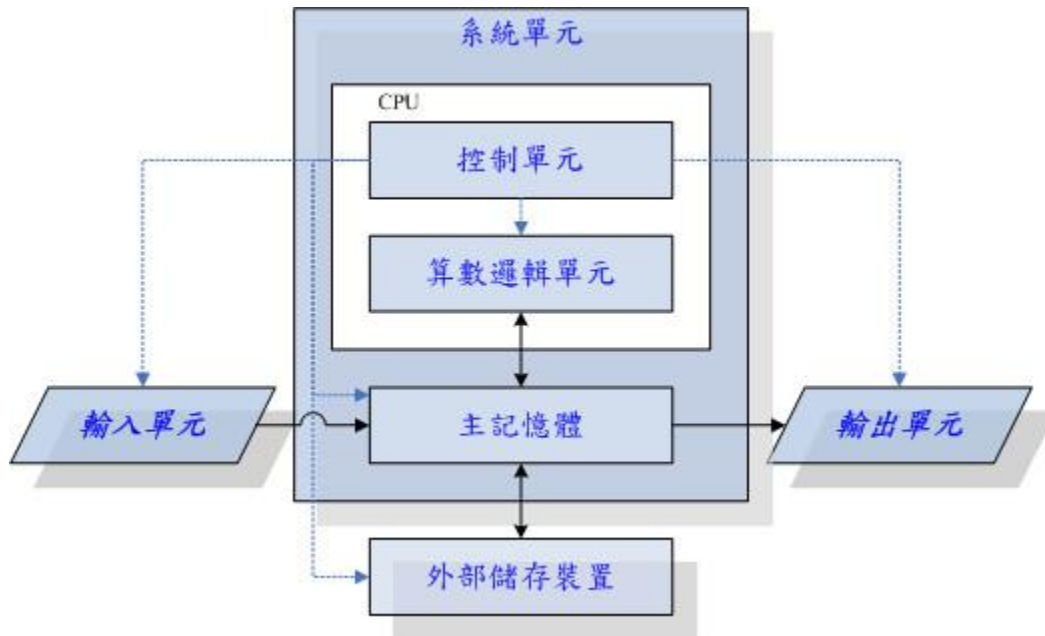 系統單元
CPU
控制單元
算數邏輯單元
輸入單元
主記憶體
輸出單元
外部儲存裝置